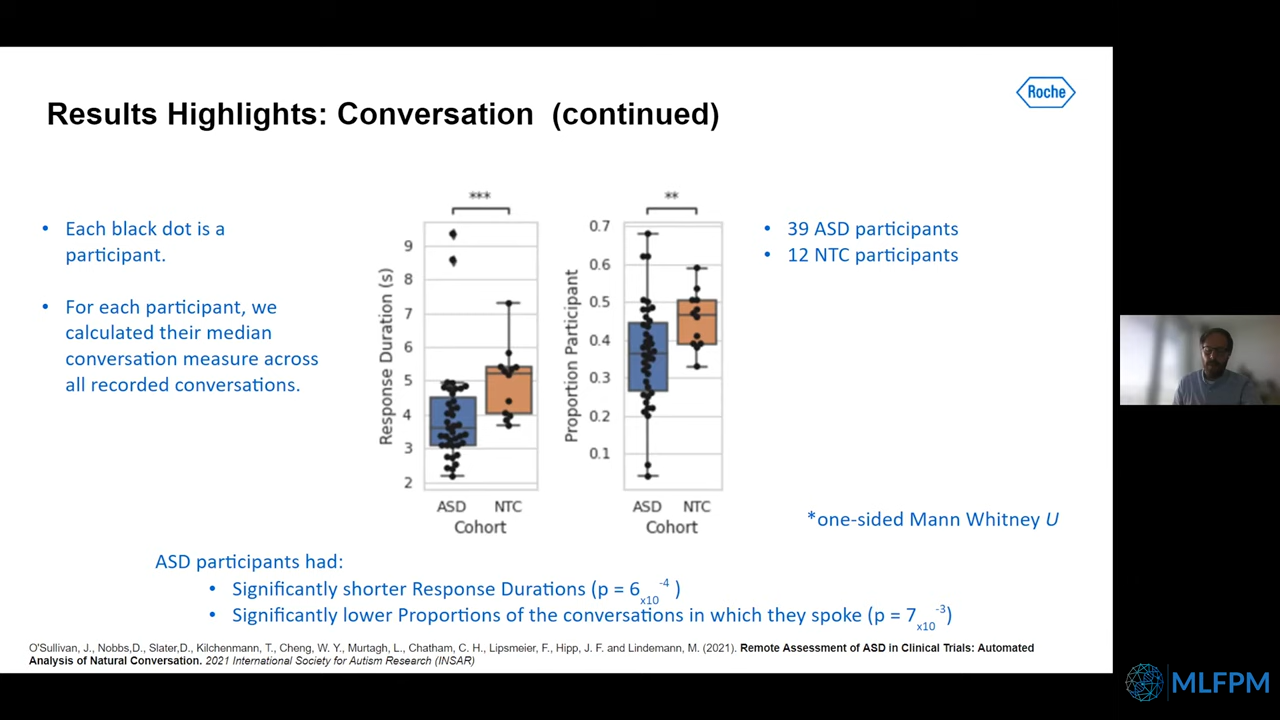 Results Highlights: Conversation (continued)
Roche
• Each black dot is a
participant.
• For each participant, we
calculated their median
conversation measure across
all recorded conversations.
***
Response Duration (s)
9
8
7
6
5
4
3
2
ASD NTC
Cohort
**
Proportion Participant
0.7
0.6
0.5
0.4
0.3
0.2
0.1
ASD NTC
Cohort
• 39 ASD participants
• 12 NTC participants
*one-sided Mann Whitney U
ASD participants had:
• Significantly shorter Response Durations (p = 6x10-4 )
• Significantly lower Proportions of the conversations in which they spoke (p = 7x10-3)
O'Sullivan, J., Nobbs,D., Slater,D., Kilchenmann, T., Cheng, W. Y., Murtagh, L., Chatham, C. H., Lipsmeier, F., Hipp, J. F. and Lindemann, M. (2021). Remote Assessment of ASD in Clinical Trials: Automated
Analysis of Natural Conversation. 2021 International Society for Autism Research (INSAR)
MLFPM